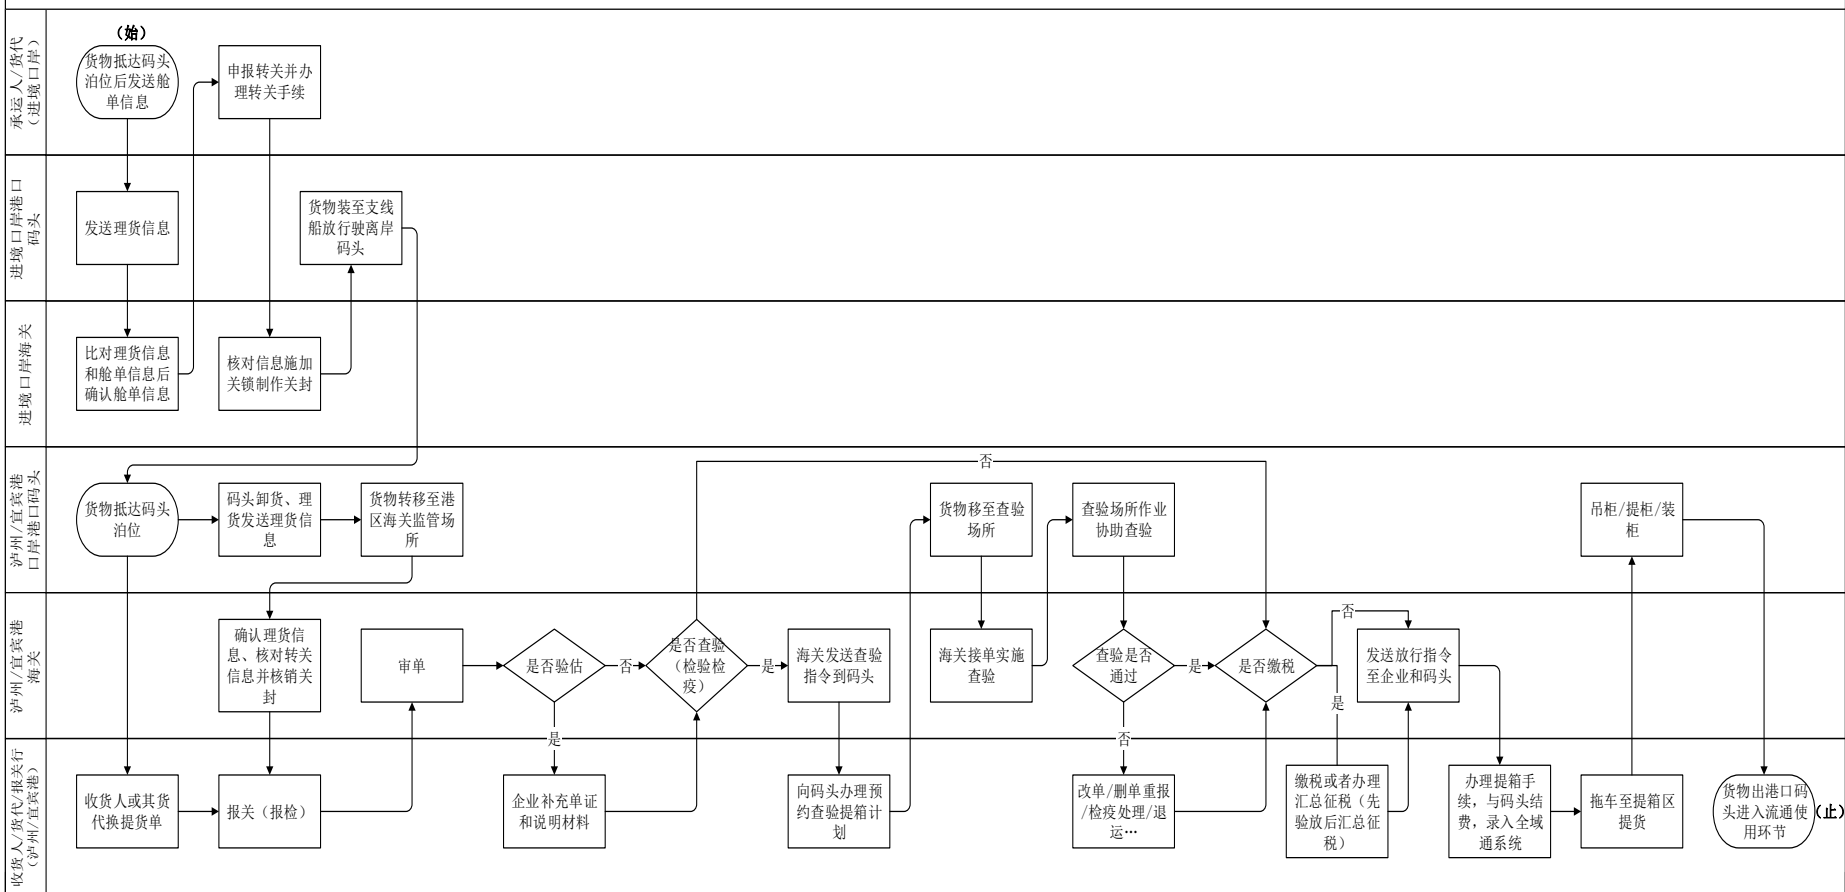 承运人/货代
（进境口岸）
（始）
货物抵达码头
泊位后发送舱
单信息
申报转关并办
理转关手续
进境口岸港口
码头
发送理货信息
货物装至支线
船放行驶离岸
码头
进境口岸海关
比对理货信息
和舱单信息后
确认舱单信息
核对信息施加
关锁制作关封
泸州/宜宾港
口岸港口码头
货物抵达码头
泊位
码头卸货、理
货发送理货信
息
货物转移至港
区海关监管场
所
否
货物移至查验
场所
查验场所作业
协助查验
吊柜/提柜/装
柜
泸州/宜宾港
海关
确认理货信
息、核对转关
信息并核销关
封
审单
是否验估
否
是否查验
（检验检
疫）
是
海关发送查验
指令到码头
海关接单实施
查验
查验是否
通过
是
是否缴税
否
是
发送放行指令
至企业和码头
收货人/货代/报关行
（泸州/宜宾港）
收货人或其货
代换提货单
报关（报检）
是
企业补充单证
和说明材料
向码头办理预
约查验提箱计
划
否
改单/删单重报
/检疫处理/退
运…
缴税或者办理
汇总征税（先
验放后汇总征
税）
办理提箱手
续，与码头结
费，录入全域
通系统
拖车至提箱区
提货
货物出港口码
头进入流通使
用环节
（止）